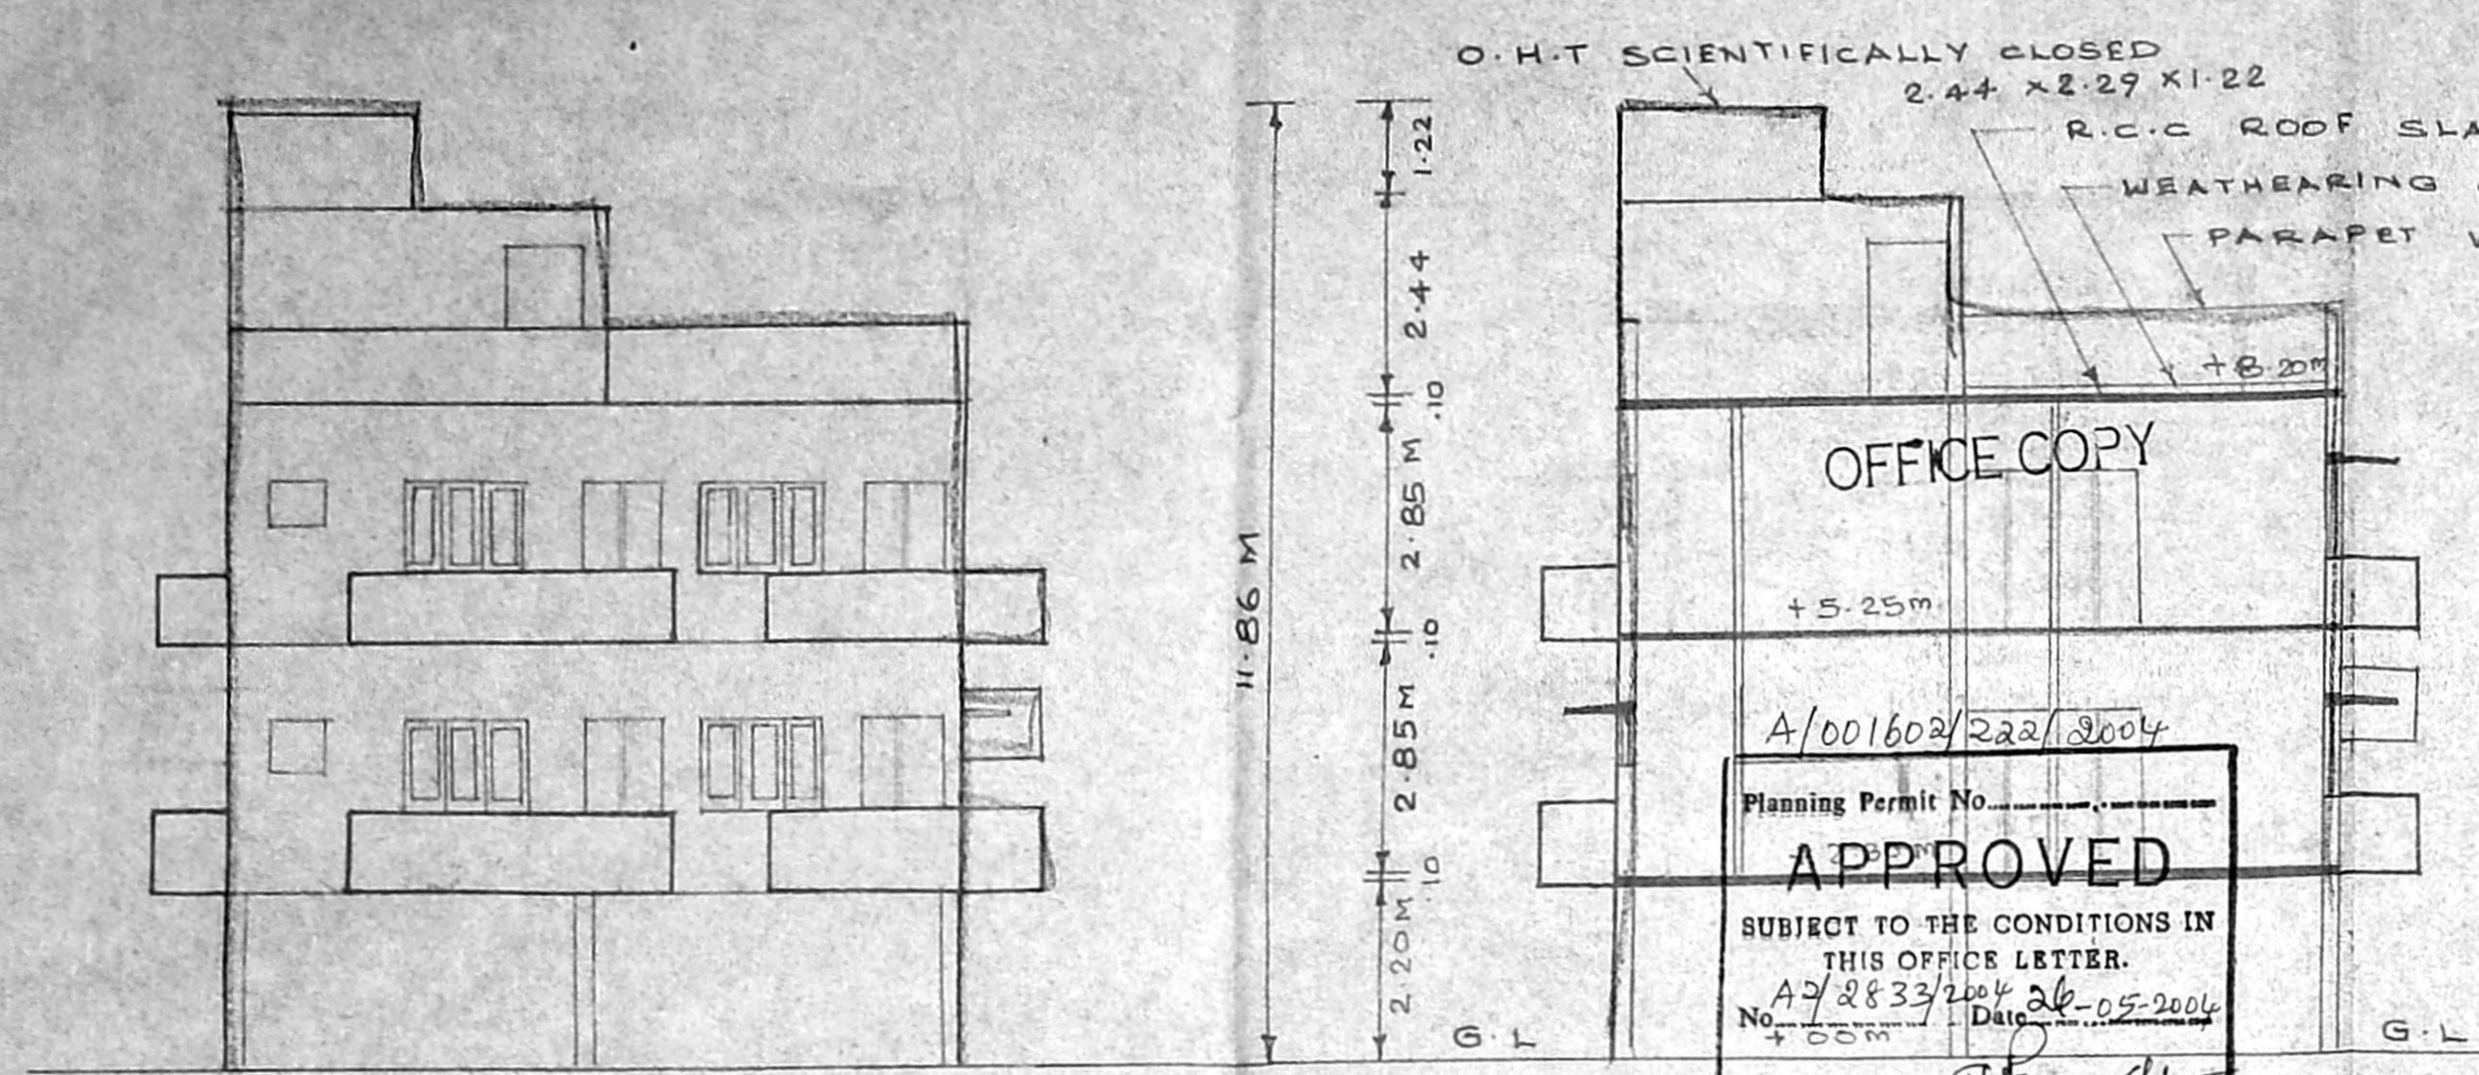 O.H.T SCIENTIFICALLY CLOSED
2.44 x 2.29 x 1.22
R.C.C ROOF SLA
WEATHEARING
PARAPET
1.22
2.44
.10
2.85 M
.10
2.85 M
.10
2.20 M
11.86 M
G.L
+8.20m
OFFICE COPY
+5.25m
A/001602/222/2004
Planning Permit No.
APPROVED
SUBJECT TO THE CONDITIONS IN
THIS OFFICE LETTER.
No A2/2833/2004 Date 26-05-2004
+00m
G.L